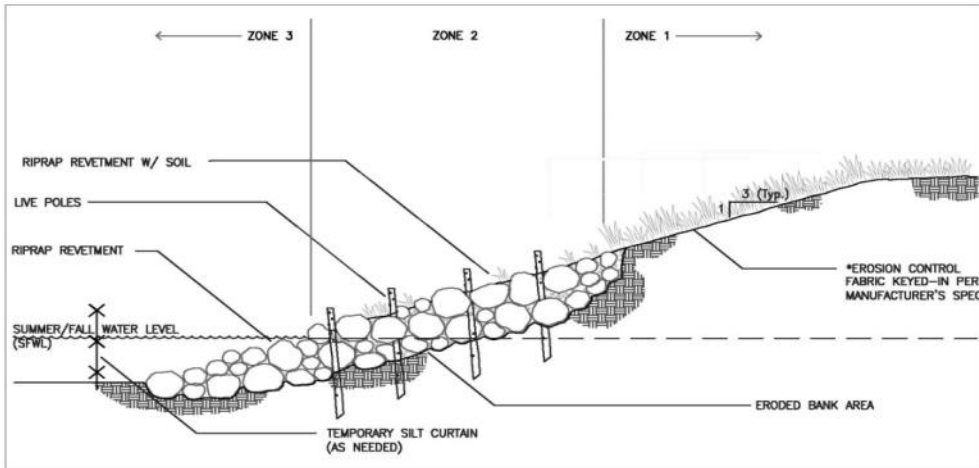 ZONE 3
ZONE 2
ZONE 1
RIPRAP REVETMENT W/ SOIL
LIVE POLES
RIPRAP REVETMENT
SUMMER/FALL WATER LEVEL
(SFWL)
3 (Typ.)
1
*EROSION CONTROL
FABRIC KEYED-IN PER
MANUFACTURER'S SPEC
ERODED BANK AREA
TEMPORARY SILT CURTAIN
(AS NEEDED)